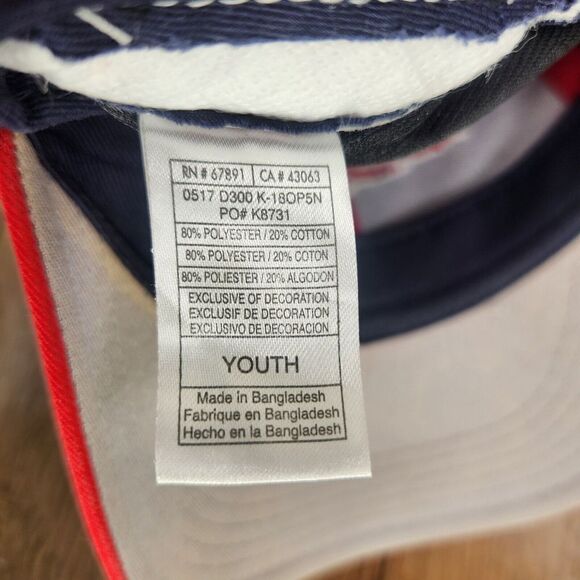 RN # 67891 CA # 43063
0517 D300 K-18OP5N
PO# K8731
80% POLYESTER / 20% COTTON
80% POLYESTER / 20% COTON
80% POLIESTER / 20% ALGODON
EXCLUSIVE OF DECORATION
EXCLUSIF DE DECORATION
EXCLUSIVO DE DECORACION
YOUTH
Made in Bangladesh
Fabrique en Bangladesh
Hecho en la Bangladesh